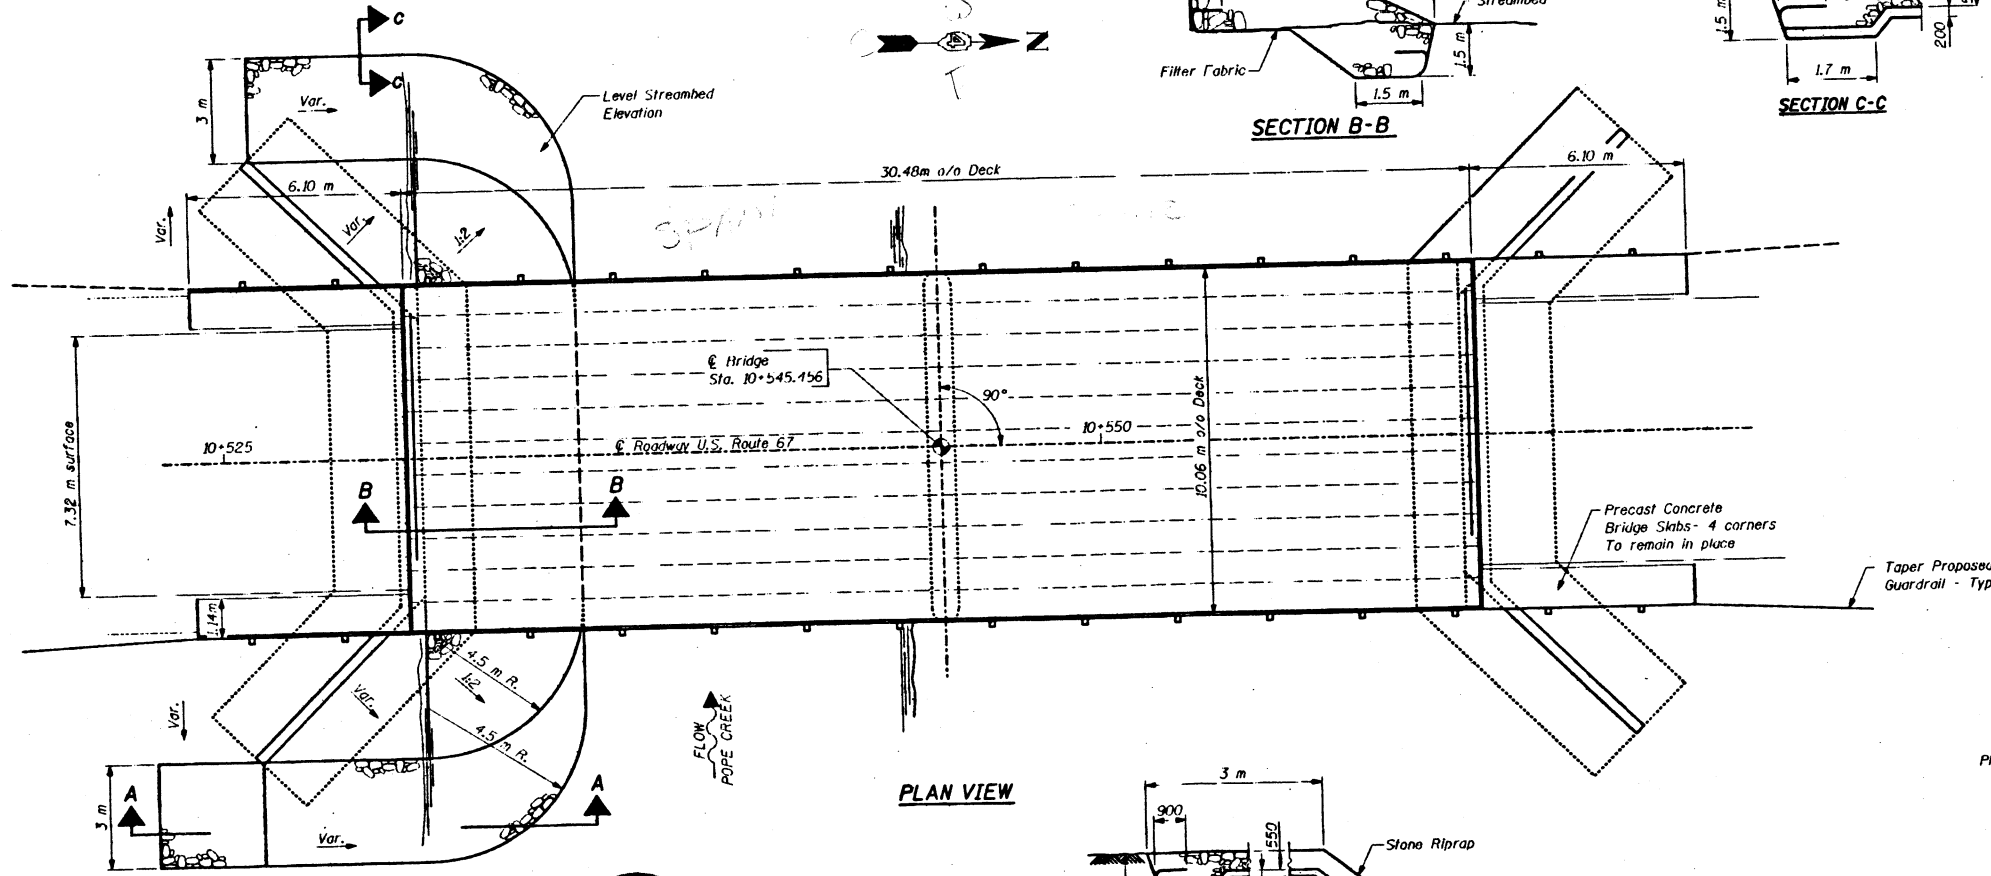 C
C
N
Streambed
1.5 m
Filter Fabric
1.5 m
SECTION B-B
1.5 m
200
1.7 m
SECTION C-C
3 m
Var.
Level Streambed
Elevation
30.48m o/o Deck
6.10 m
6.10 m
Var.
Var.
1:2
SPAN
℄ Bridge
Sta. 10+545.456
90°
10+525
℄ Roadway U.S. Route 67
10+550
10.06 m o/o Deck
7.32 m surface
B
B
Precast Concrete
Bridge Slabs- 4 corners
To remain in place
Taper Proposed
Guardrail - Typ
1.14m
4.5 m R.
1:2
4.5 m R.
Var.
Var.
FLOW
POPE CREEK
3 m
A
A
Var.
PLAN VIEW
3 m
900
550
Stone Riprap